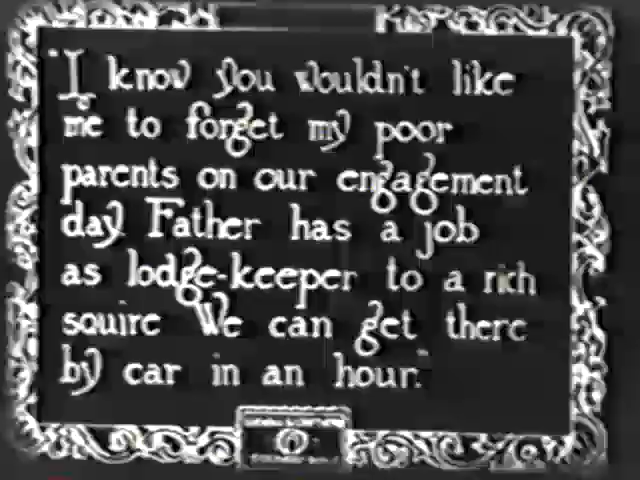 "I know you wouldn't like
me to forget my poor
parents on our engagement
day Father has a job
as lodge-keeper to a rich
squire We can get there
by car in an hour."